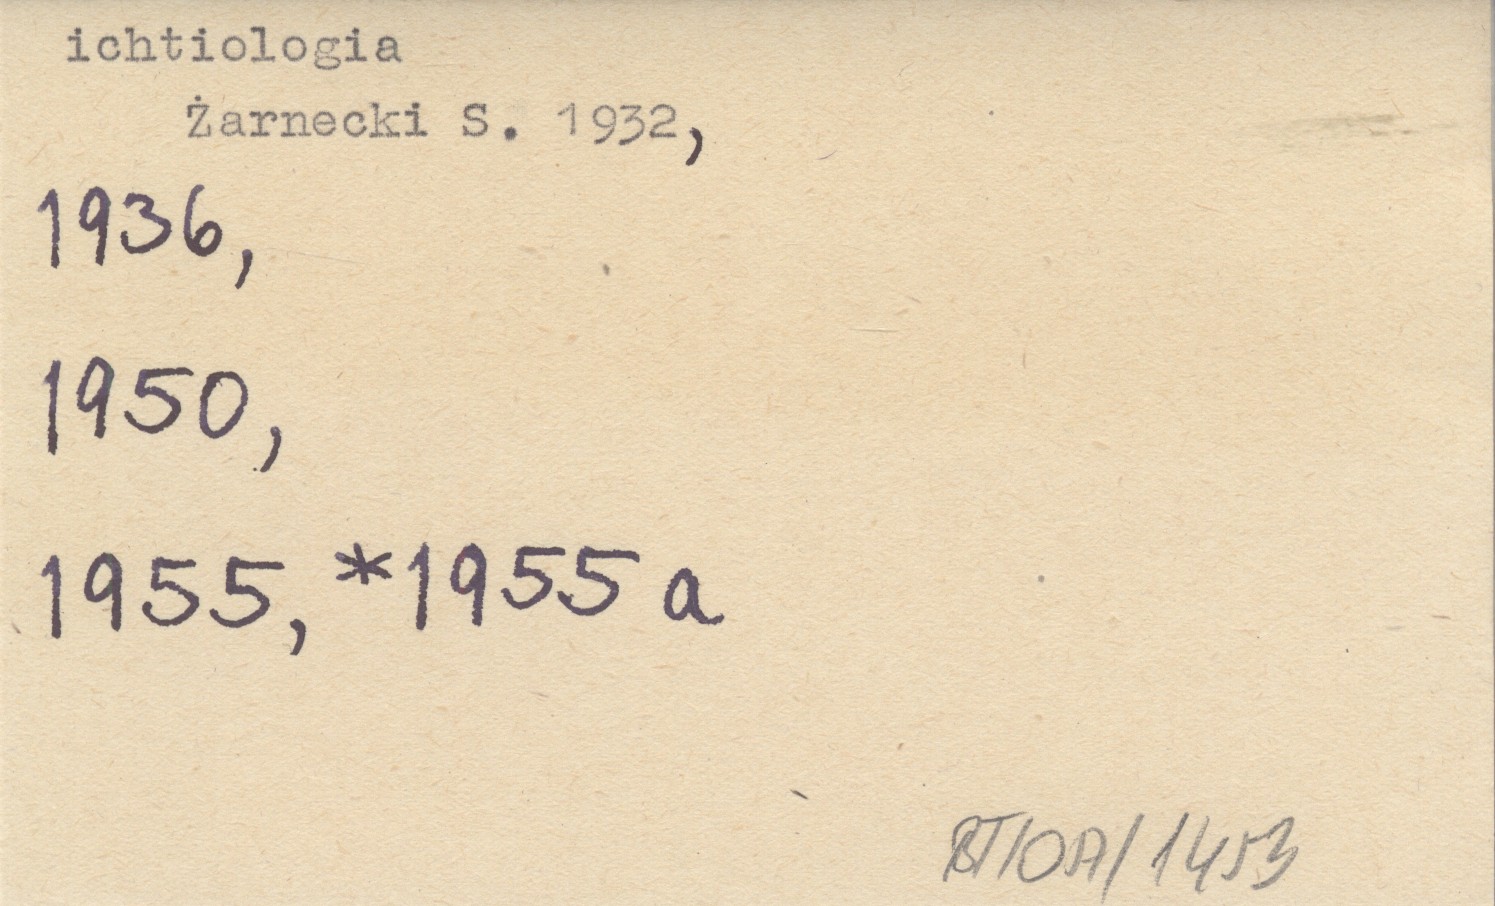 ichtiologia
Żarnecki S. 1932,
1936,
1950,
1955, *1955 a
BT/OA/1453